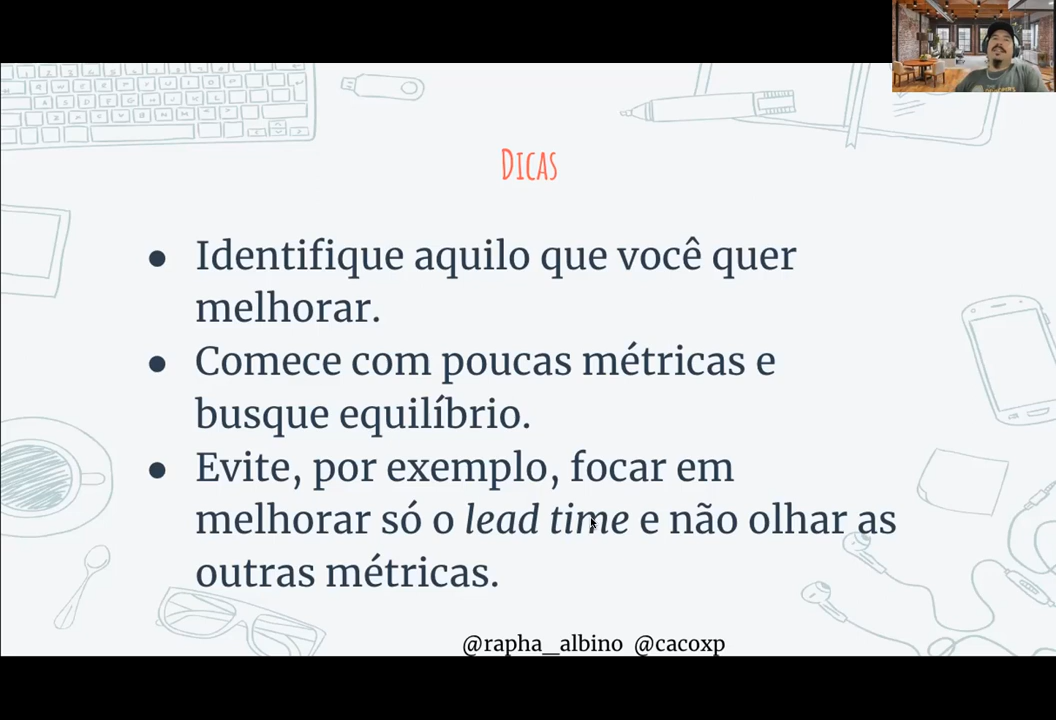 Dicas
● Identifique aquilo que você quer
melhorar.
● Comece com poucas métricas e
busque equilíbrio.
● Evite, por exemplo, focar em
melhorar só o lead time e não olhar as
outras métricas.
@rapha_albino @cacoxp